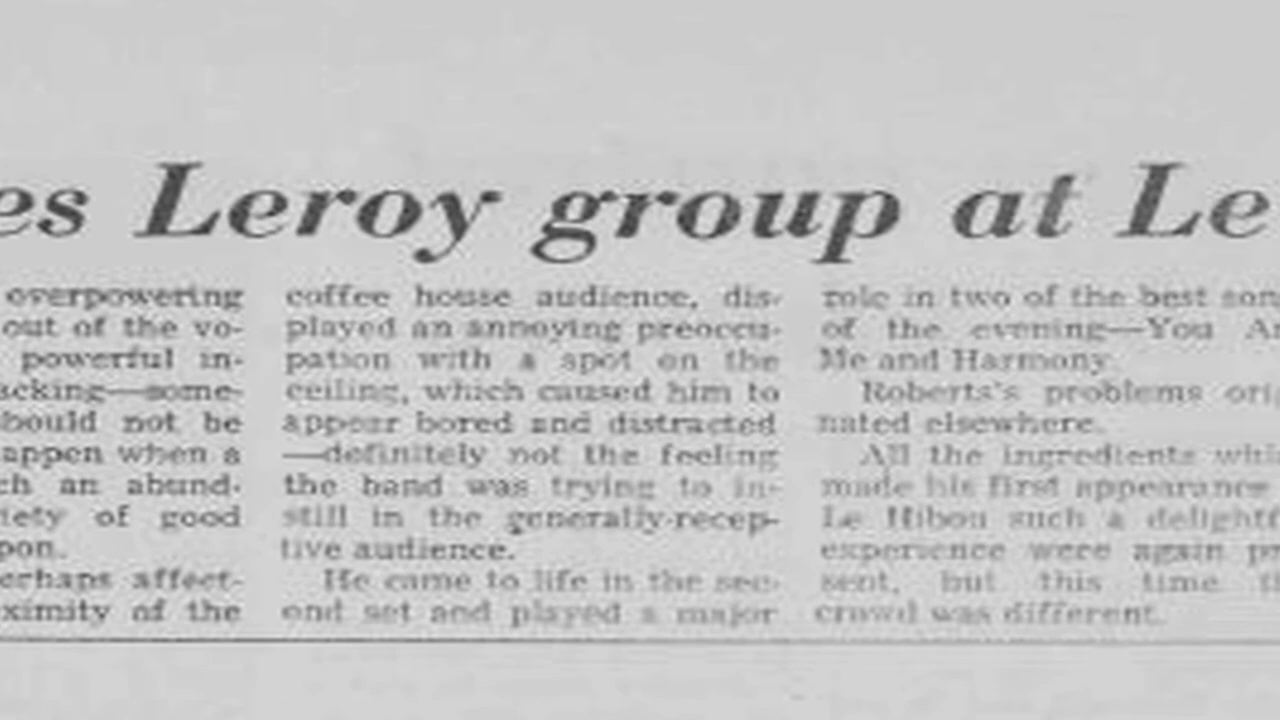 es Leroy group at Le
overpowering
out of the vo-
powerful in-
acking—some-
hould not be
appen when a
ch an abund-
iety of good
pon.
erhaps affect-
ximity of the
coffee house audience, dis-
played an annoying preoccu-
pation with a spot on the
ceiling, which caused him to
appear bored and distracted
—definitely not the feeling
the band was trying to in-
still in the generally-recep-
tive audience.
He came to life in the sec-
ond set and played a major
role in two of the best son
of the evening—You Ar
Me and Harmony.
Roberts's problems orig
nated elsewhere.
All the ingredients whic
made his first appearance
Le Hibou such a delightf
experience were again pr
sent, but this time th
crowd was different.